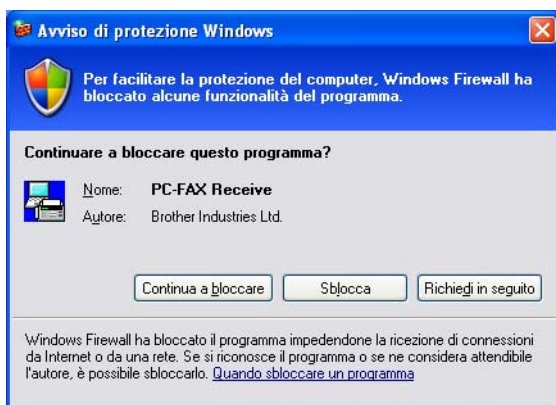 Avviso di protezione Windows
Per facilitare la protezione del computer, Windows Firewall ha
bloccato alcune funzionalità del programma.
Continuare a bloccare questo programma?
Nome: PC-FAX Receive
Autore: Brother Industries Ltd.
Continua a bloccare Sblocca Richiedi in seguito
Windows Firewall ha bloccato il programma impedendone la ricezione di connessioni
da Internet o da una rete. Se si riconosce il programma o se ne considera attendibile
l'autore, è possibile sbloccarlo. Quando sbloccare un programma